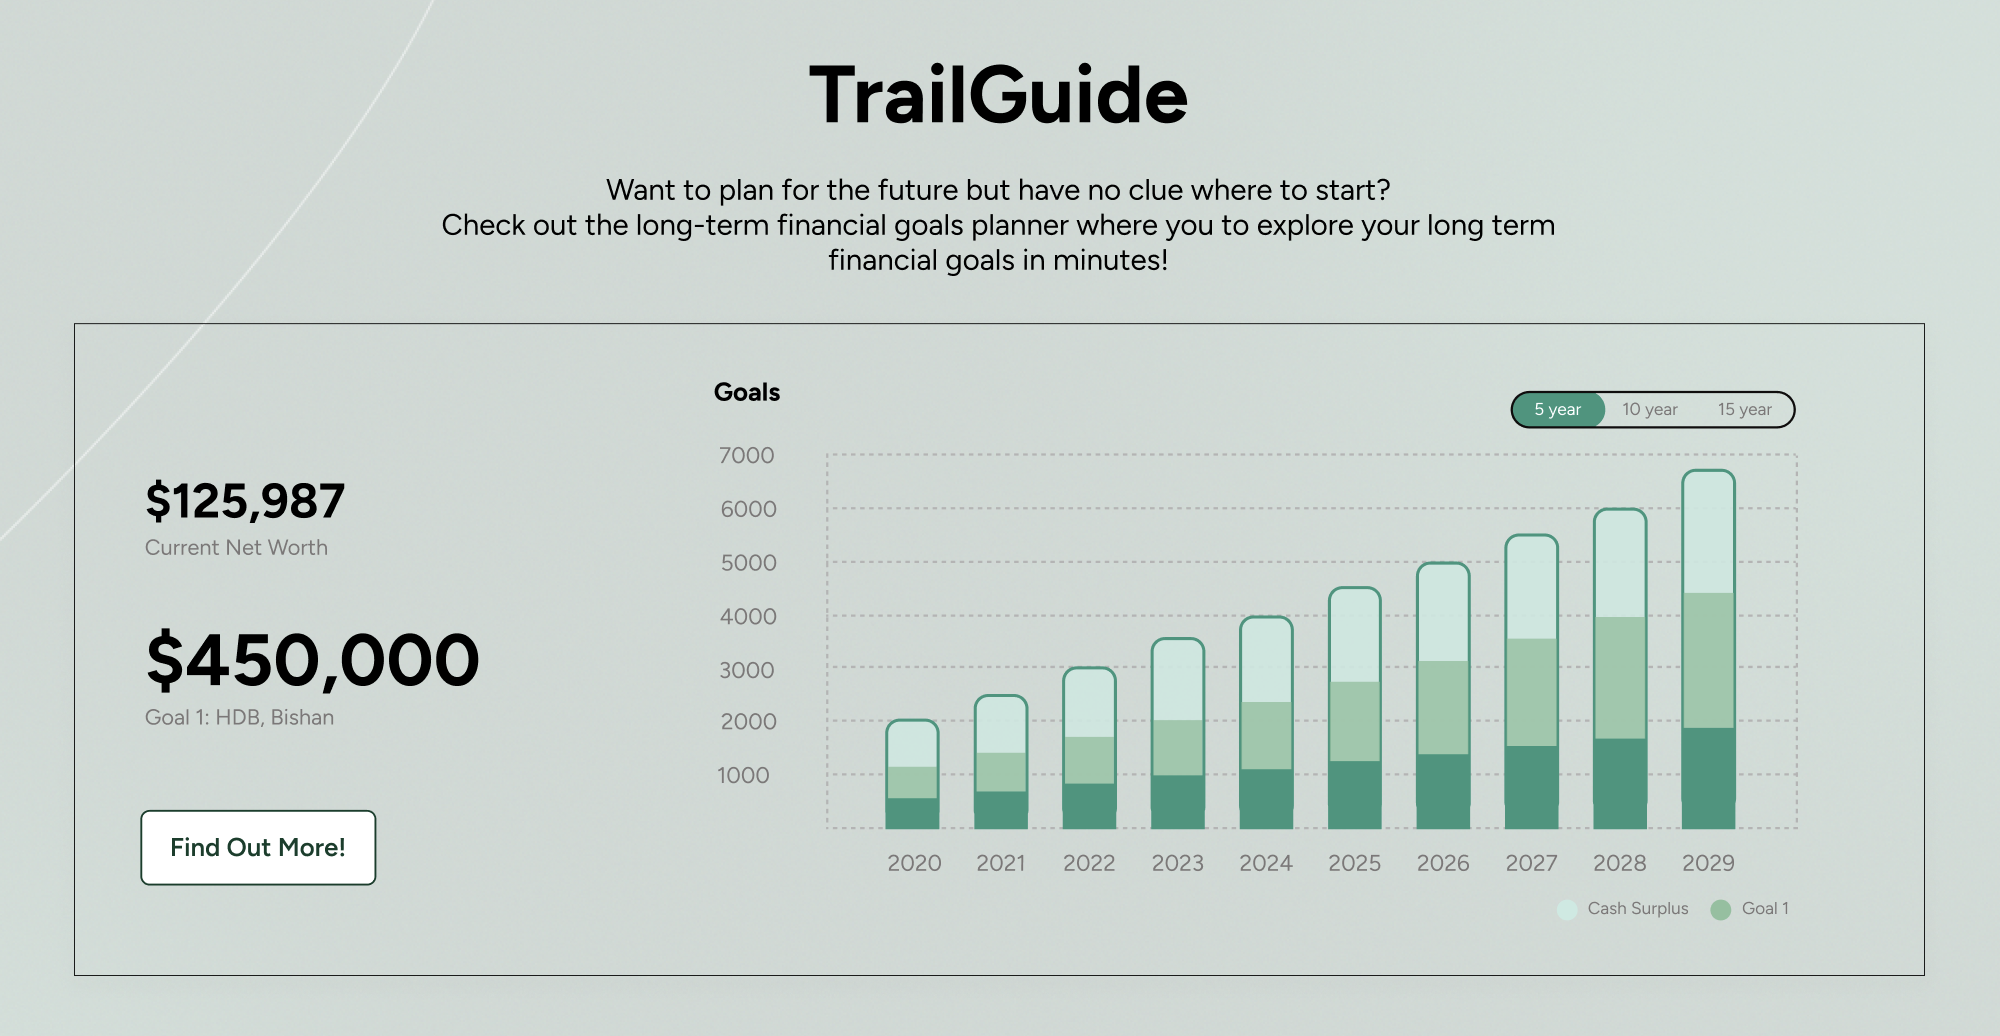 TrailGuide
Want to plan for the future but have no clue where to start?
Check out the long-term financial goals planner where you to explore your long term
financial goals in minutes!
$125,987
Current Net Worth
$450,000
Goal 1: HDB, Bishan
Find Out More!
Goals
5 year 10 year 15 year
7000
6000
5000
4000
3000
2000
1000
2020 2021 2022 2023 2024 2025 2026 2027 2028 2029
Cash Surplus Goal 1